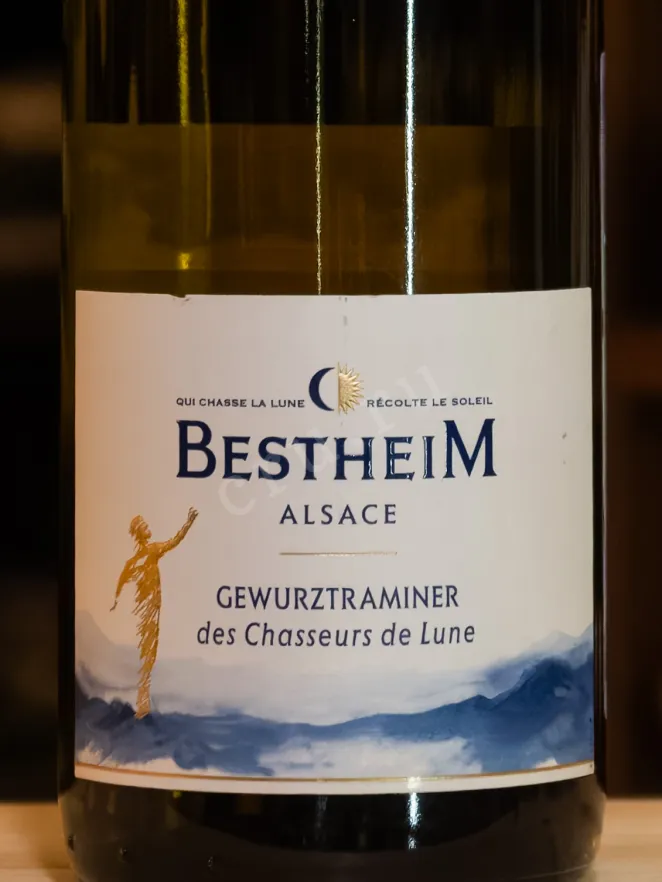 QUI CHASSE LA LUNE RÉCOLTE LE SOLEIL
BESTHEIM
ALSACE
GEWURZTRAMINER
des Chasseurs de Lune